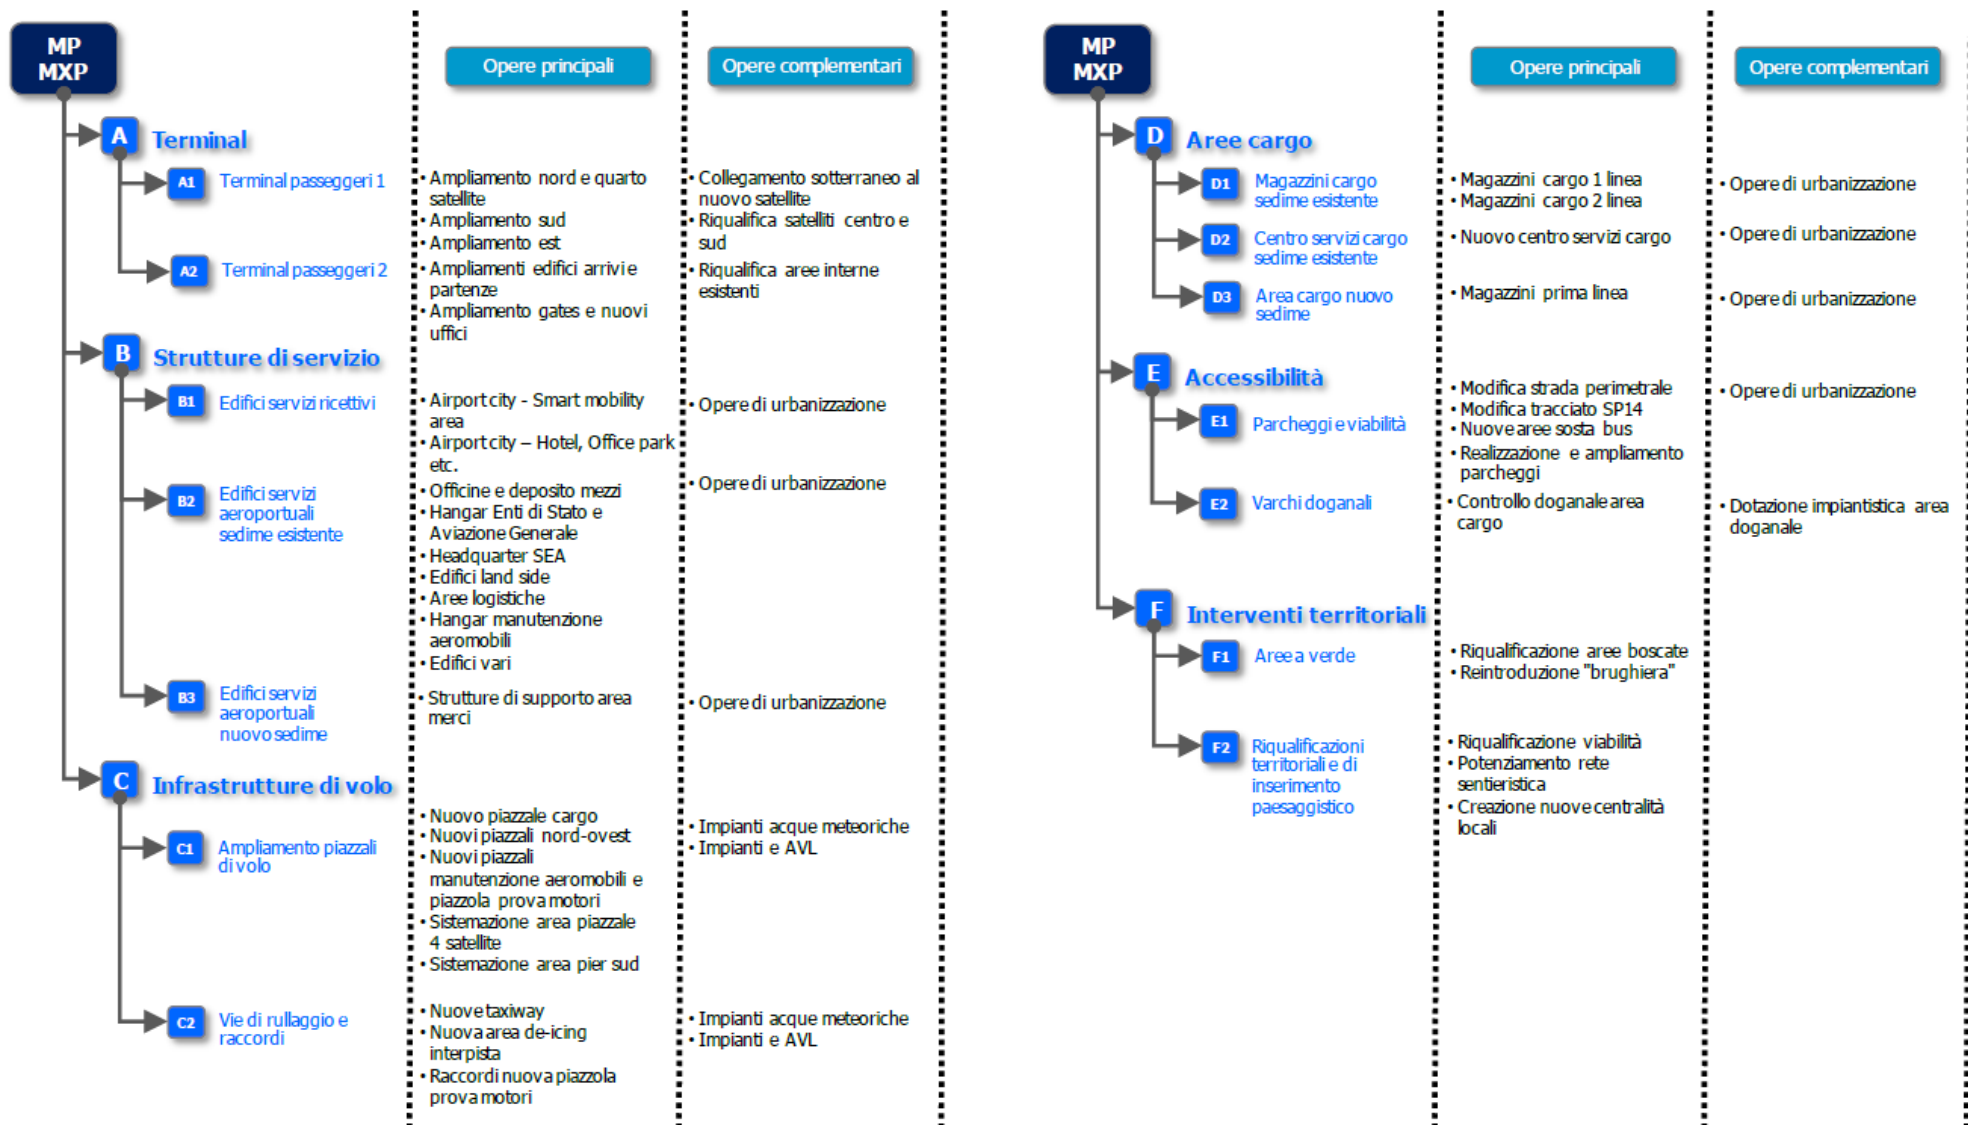 MP
MXP
Opere principali
Opere complementari
A
Terminal
A1
Terminal passeggeri 1
• Ampliamento nord e quarto
satellite
• Ampliamento sud
• Ampliamento est
• Collegamento sotterraneo al
nuovo satellite
• Riqualifica satelliti centro e
sud
A2
Terminal passeggeri 2
• Ampliamenti edifici arrivi e
partenze
• Ampliamento gates e nuovi
uffici
• Riqualifica aree interne
esistenti
B
Strutture di servizio
B1
Edifici servizi ricettivi
• Airport city - Smart mobility
area
• Airport city – Hotel, Office park
etc.
• Opere di urbanizzazione
B2
Edifici servizi
aeroportuali
sedime esistente
• Officine e deposito mezzi
• Hangar Enti di Stato e
Aviazione Generale
• Headquarter SEA
• Edifici land side
• Aree logistiche
• Hangar manutenzione
aeromobili
• Edifici vari
• Opere di urbanizzazione
B3
Edifici servizi
aeroportuali
nuovo sedime
• Strutture di supporto area
merci
• Opere di urbanizzazione
C
Infrastrutture di volo
C1
Ampliamento piazzali
di volo
• Nuovo piazzale cargo
• Nuovi piazzali nord-ovest
• Nuovi piazzali
manutenzione aeromobili e
piazzola prova motori
• Sistemazione area piazzale
4 satellite
• Sistemazione area pier sud
• Impianti acque meteoriche
• Impianti e AVL
C2
Vie di rullaggio e
raccordi
• Nuove taxiway
• Nuova area de-icing
interpista
• Raccordi nuova piazzola
prova motori
• Impianti acque meteoriche
• Impianti e AVL
MP
MXP
Opere principali
Opere complementari
D
Aree cargo
D1
Magazzini cargo
sedime esistente
• Magazzini cargo 1 linea
• Magazzini cargo 2 linea
• Opere di urbanizzazione
D2
Centro servizi cargo
sedime esistente
• Nuovo centro servizi cargo
• Opere di urbanizzazione
D3
Area cargo nuovo
sedime
• Magazzini prima linea
• Opere di urbanizzazione
E
Accessibilità
E1
Parcheggi e viabilità
• Modifica strada perimetrale
• Modifica tracciato SP14
• Nuove aree sosta bus
• Realizzazione e ampliamento
parcheggi
• Opere di urbanizzazione
E2
Varchi doganali
• Controllo doganale area
cargo
• Dotazione impiantistica area
doganale
F
Interventi territoriali
F1
Aree a verde
• Riqualificazione aree boscate
• Reintroduzione "brughiera"
F2
Riqualificazioni
territoriali e di
inserimento
paesaggistico
• Riqualificazione viabilità
• Potenziamento rete
sentieristica
• Creazione nuove centralità
locali